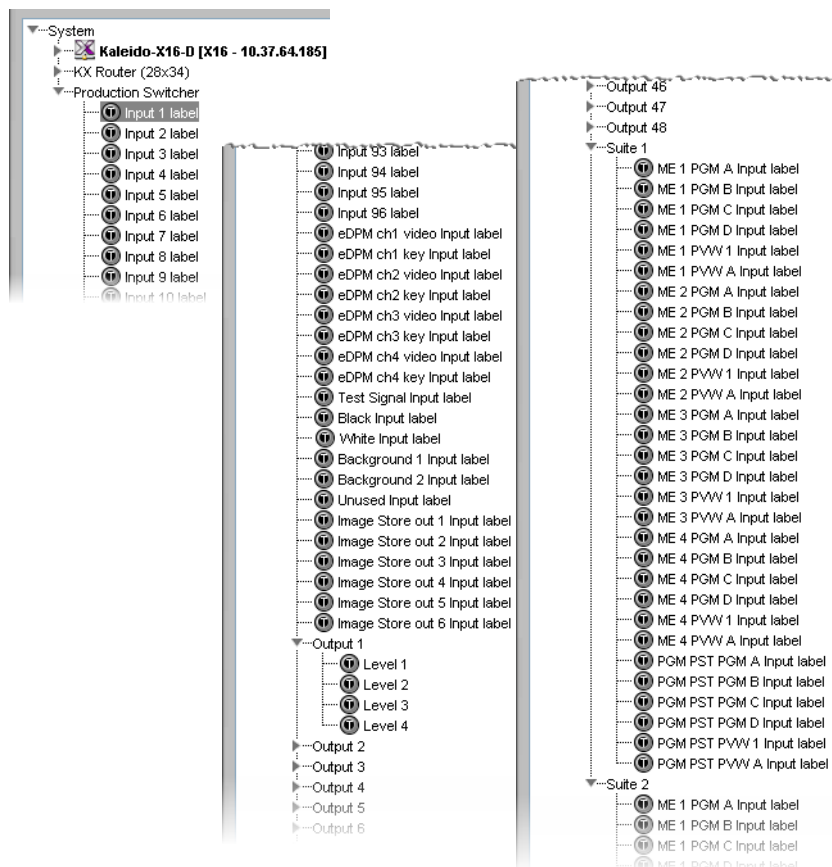 System
Kaleido-X16-D [X16 - 10.37.64.185]
KX Router (28x34)
Production Switcher
Input 1 label
Input 2 label
Input 3 label
Input 4 label
Input 5 label
Input 6 label
Input 7 label
Input 8 label
Input 9 label
Input 10 label
Input 93 label
Input 94 label
Input 95 label
Input 96 label
eDPM ch1 video Input label
eDPM ch1 key Input label
eDPM ch2 video Input label
eDPM ch2 key Input label
eDPM ch3 video Input label
eDPM ch3 key Input label
eDPM ch4 video Input label
eDPM ch4 key Input label
Test Signal Input label
Black Input label
White Input label
Background 1 Input label
Background 2 Input label
Unused Input label
Image Store out 1 Input label
Image Store out 2 Input label
Image Store out 3 Input label
Image Store out 4 Input label
Image Store out 5 Input label
Image Store out 6 Input label
Output 1
Level 1
Level 2
Level 3
Level 4
Output 2
Output 3
Output 4
Output 5
Output 6
Output 46
Output 47
Output 48
Suite 1
ME 1 PGM A Input label
ME 1 PGM B Input label
ME 1 PGM C Input label
ME 1 PGM D Input label
ME 1 PVW 1 Input label
ME 1 PVW A Input label
ME 2 PGM A Input label
ME 2 PGM B Input label
ME 2 PGM C Input label
ME 2 PGM D Input label
ME 2 PVW 1 Input label
ME 2 PVW A Input label
ME 3 PGM A Input label
ME 3 PGM B Input label
ME 3 PGM C Input label
ME 3 PGM D Input label
ME 3 PVW 1 Input label
ME 3 PVW A Input label
ME 4 PGM A Input label
ME 4 PGM B Input label
ME 4 PGM C Input label
ME 4 PGM D Input label
ME 4 PVW 1 Input label
ME 4 PVW A Input label
PGM PST PGM A Input label
PGM PST PGM B Input label
PGM PST PGM C Input label
PGM PST PGM D Input label
PGM PST PVW 1 Input label
PGM PST PVW A Input label
Suite 2
ME 1 PGM A Input label
ME 1 PGM B Input label
ME 1 PGM C Input label
ME 1 PGM D Input label